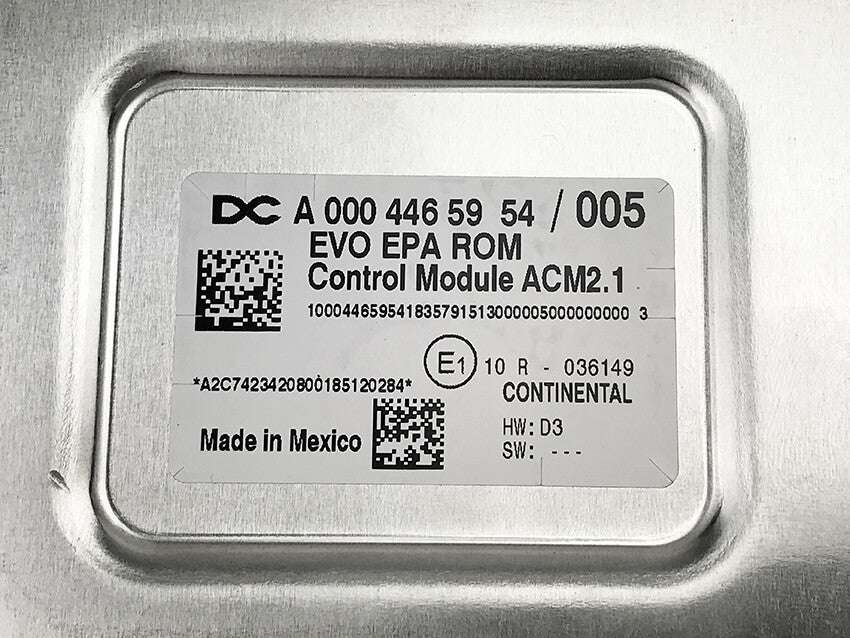 DC A 000 446 59 54 / 005
EVO EPA ROM
Control Module ACM2.1
10004465954183579151300000500000000 3
E1 10 R - 036149
*A2C7423420800185120284*
CONTINENTAL
Made in Mexico
HW: D3
SW: ---